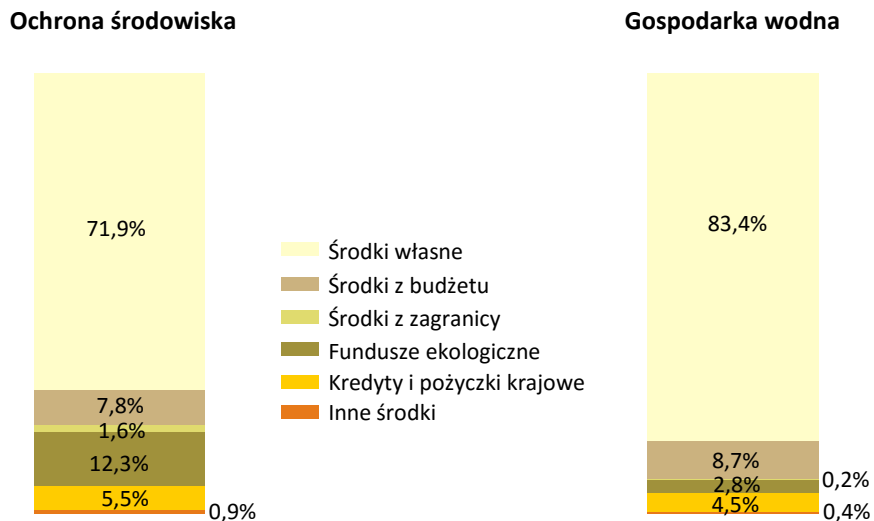 Ochrona środowiska
Gospodarka wodna
71,9%
7,8%
1,6%
12,3%
5,5%
0,9%
Środki własne
Środki z budżetu
Środki z zagranicy
Fundusze ekologiczne
Kredyty i pożyczki krajowe
Inne środki
83,4%
8,7%
0,2%
2,8%
4,5%
0,4%